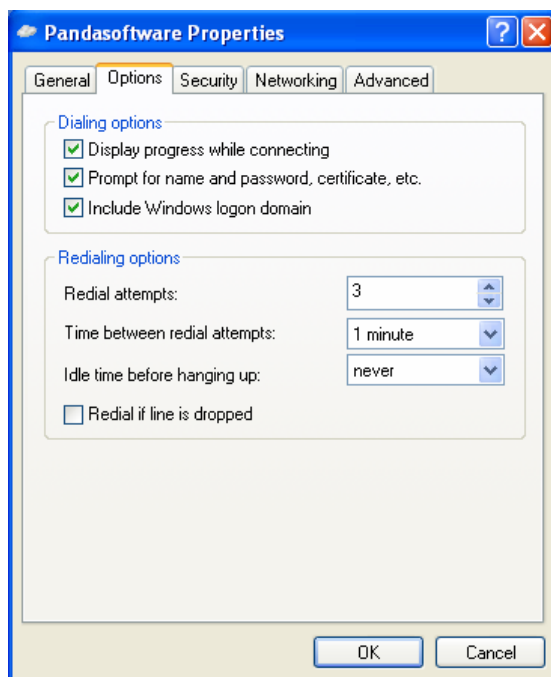 Pandasoftware Properties
General Options Security Networking Advanced
Dialing options
Display progress while connecting
Prompt for name and password, certificate, etc.
Include Windows logon domain
Redialing options
Redial attempts: 3
Time between redial attempts: 1 minute
Idle time before hanging up: never
Redial if line is dropped
OK Cancel